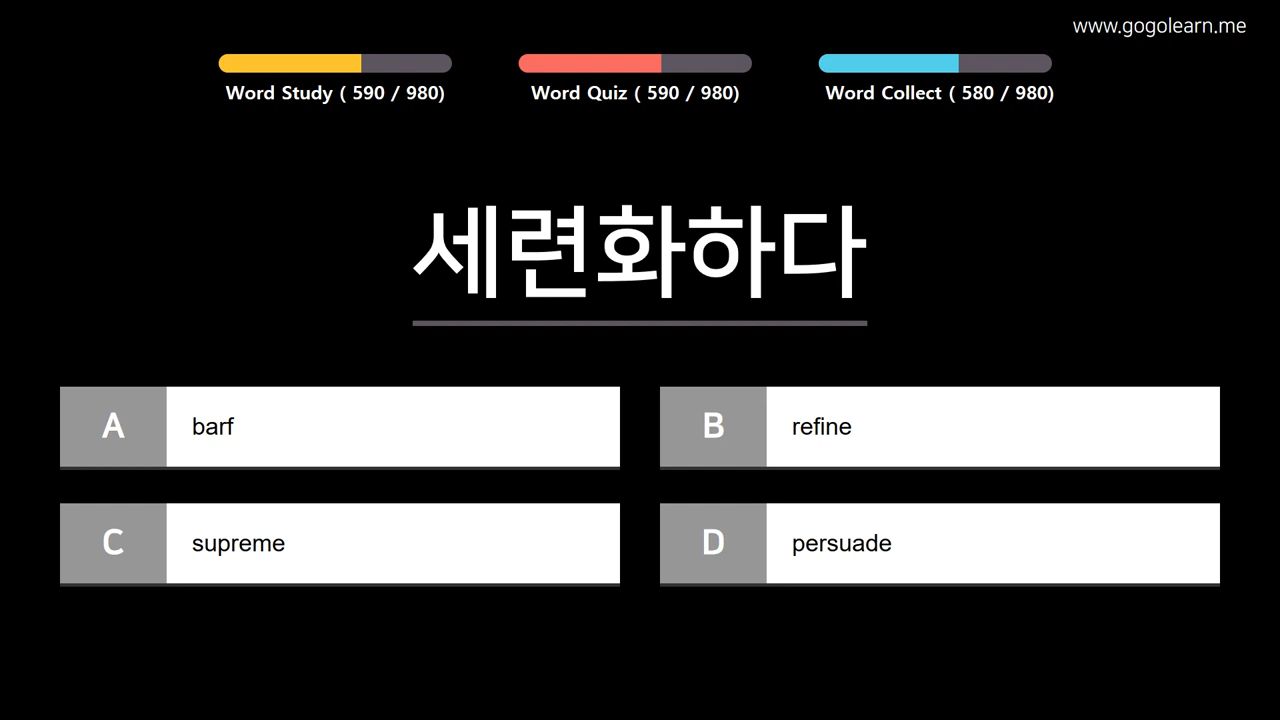 www.gogolearn.me
Word Study ( 590 / 980)
Word Quiz ( 590 / 980)
Word Collect ( 580 / 980)
세련화하다
A
barf
B
refine
C
supreme
D
persuade